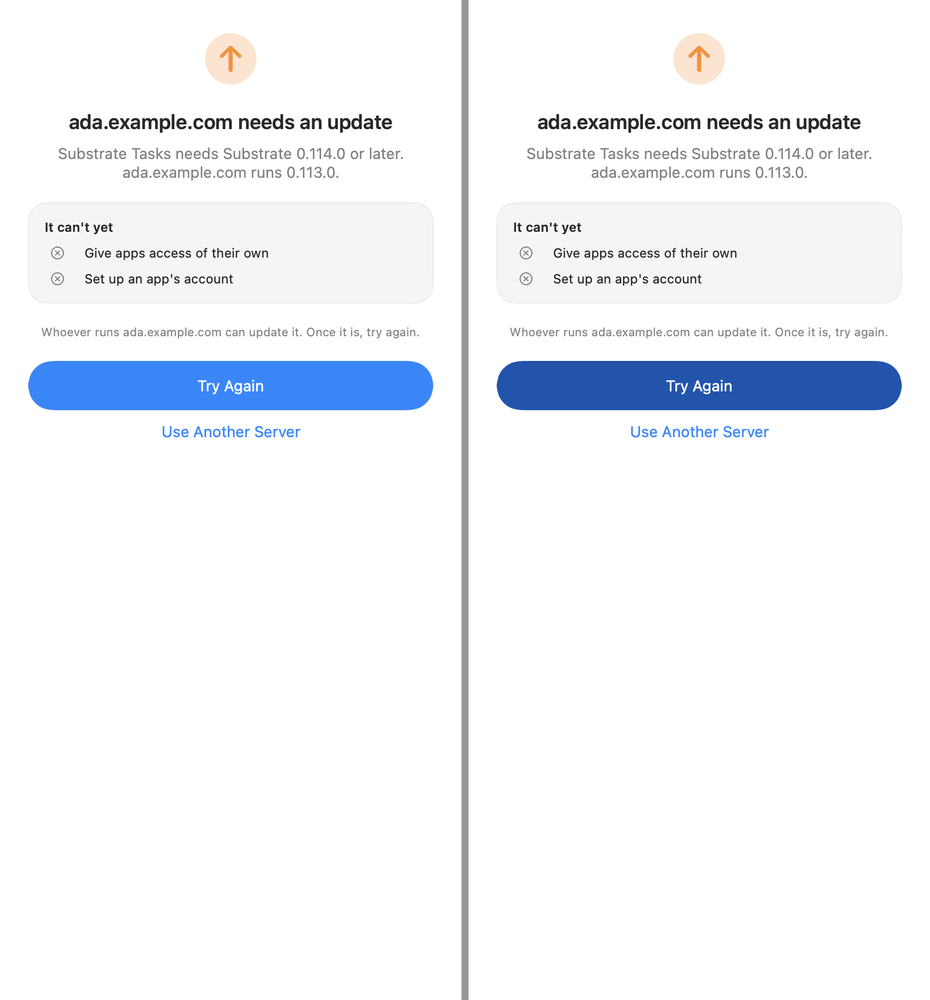 ada.example.com needs an update
Substrate Tasks needs Substrate 0.114.0 or later.
ada.example.com runs 0.113.0.
It can't yet
Give apps access of their own
Set up an app's account
Whoever runs ada.example.com can update it. Once it is, try again.
Try Again
Use Another Server
ada.example.com needs an update
Substrate Tasks needs Substrate 0.114.0 or later.
ada.example.com runs 0.113.0.
It can't yet
Give apps access of their own
Set up an app's account
Whoever runs ada.example.com can update it. Once it is, try again.
Try Again
Use Another Server